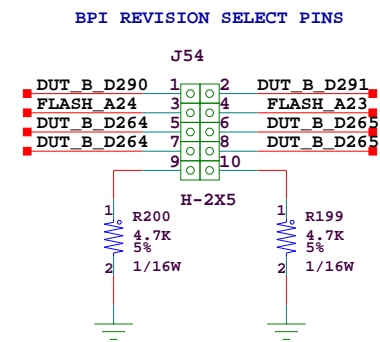 BPI REVISION SELECT PINS
J54
DUT_B_D290 1 2 DUT_B_D291
FLASH_A24 3 4 FLASH_A23
DUT_B_D264 5 6 DUT_B_D265
DUT_B_D264 7 8 DUT_B_D265
9 10
H-2X5
1 R200 1 R199
4.7K 4.7K
5% 5%
2 1/16W 2 1/16W